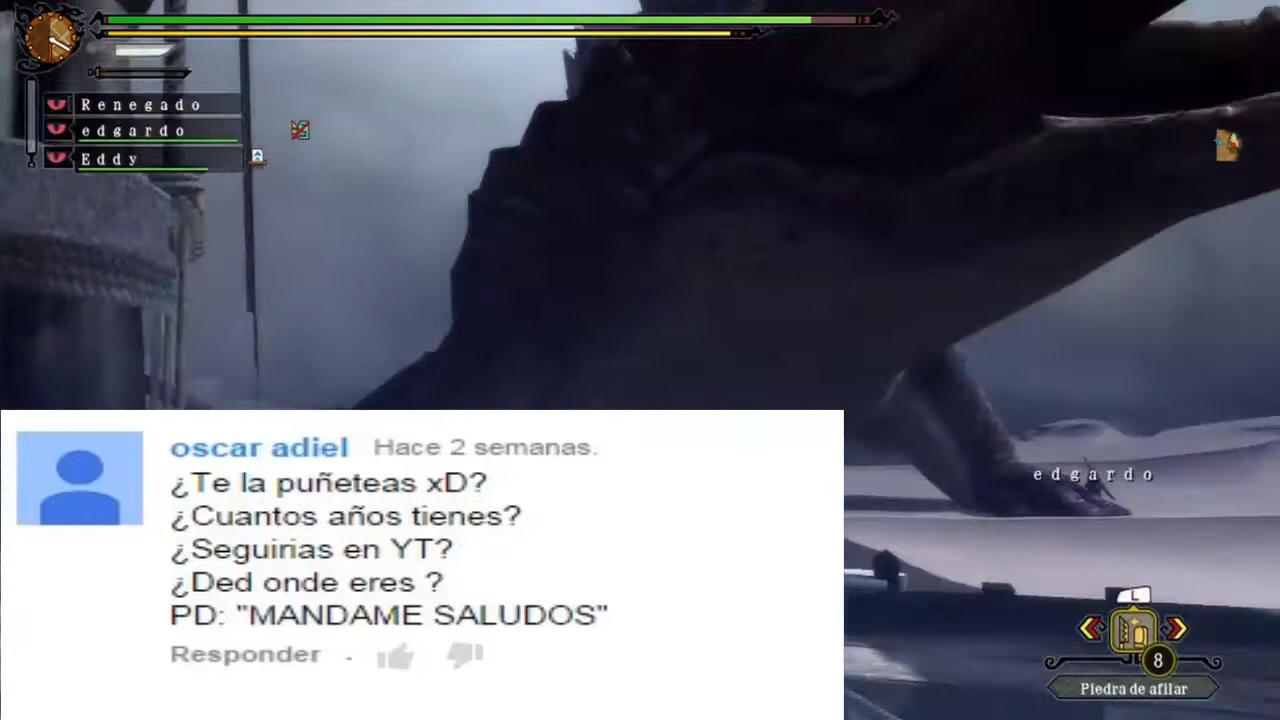 Renegado
edgardo
Eddy
edgardo
oscar adiel Hace 2 semanas.
¿Te la puñeteas xD?
¿Cuantos años tienes?
¿Seguirias en YT?
¿Ded onde eres ?
PD: "MANDAME SALUDOS"
Responder
L
8
Piedra de afilar